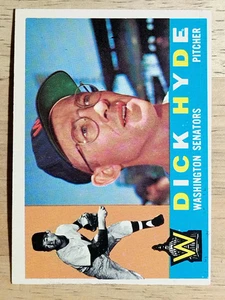 DICK HYDE
PITCHER
WASHINGTON SENATORS
W